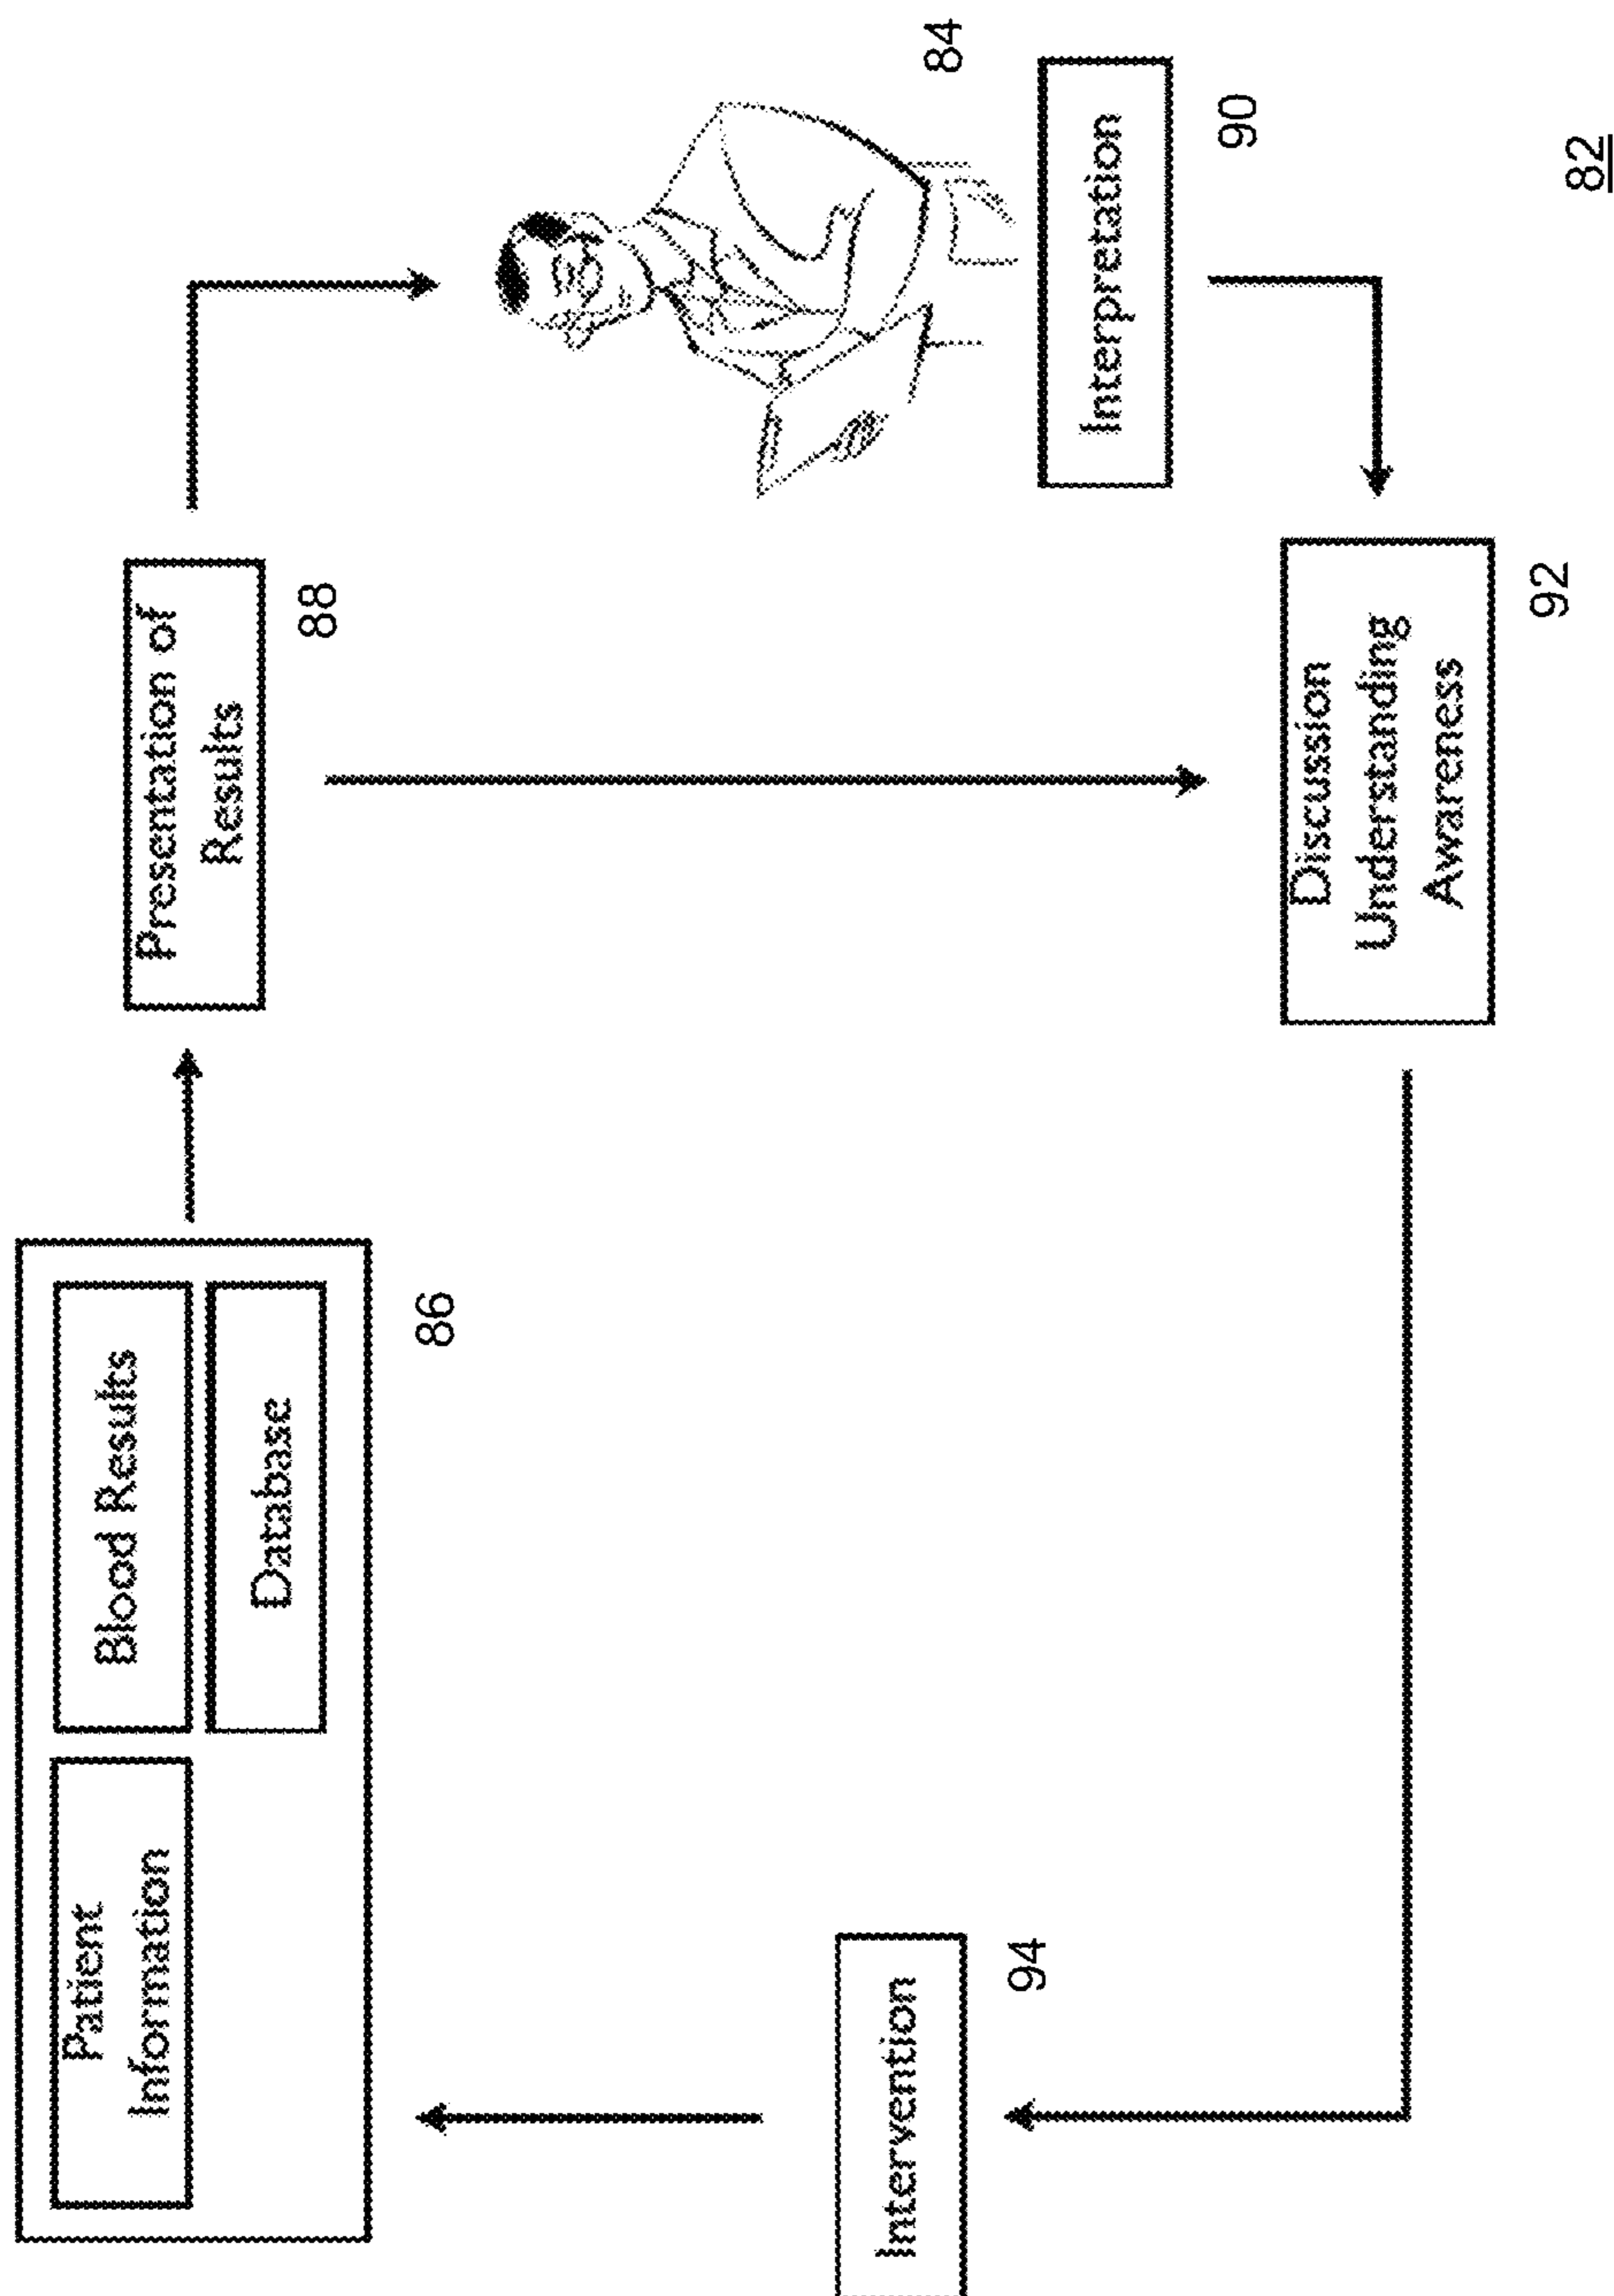 Patient
Information
Blood Results
Database
86
Presentation of
Results
88
84
Interpretation
90
Discussion
Understanding
Awareness
92
Intervention
94
82